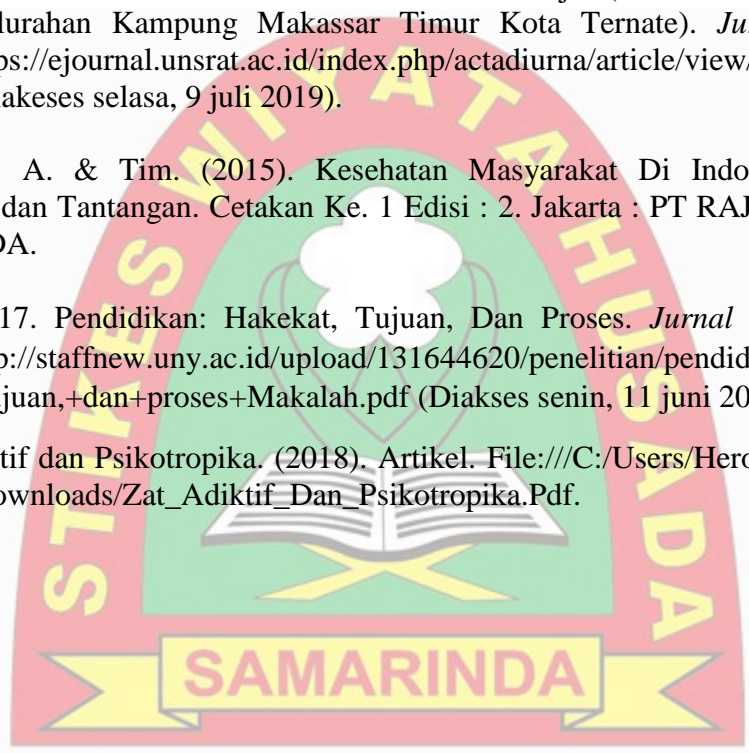 lurahan Kampung Makassar Timur Kota Ternate). Ju
ps://ejournal.unsrat.ac.id/index.php/actadiurna/article/view/
akeses selasa, 9 juli 2019).
A. & Tim. (2015). Kesehatan Masyarakat Di Indo
dan Tantangan. Cetakan Ke. 1 Edisi : 2. Jakarta : PT RAJ
DA.
17. Pendidikan: Hakekat, Tujuan, Dan Proses. Jurnal
p://staffnew.uny.ac.id/upload/131644620/penelitian/pendid
juan,+dan+proses+Makalah.pdf (Diakses senin, 11 juni 20
tif dan Psikotropika. (2018). Artikel. File:///C:/Users/Hero
ownloads/Zat_Adiktif_Dan_Psikotropika.Pdf.
STIKES WIYATA HUSADA
SAMARINDA